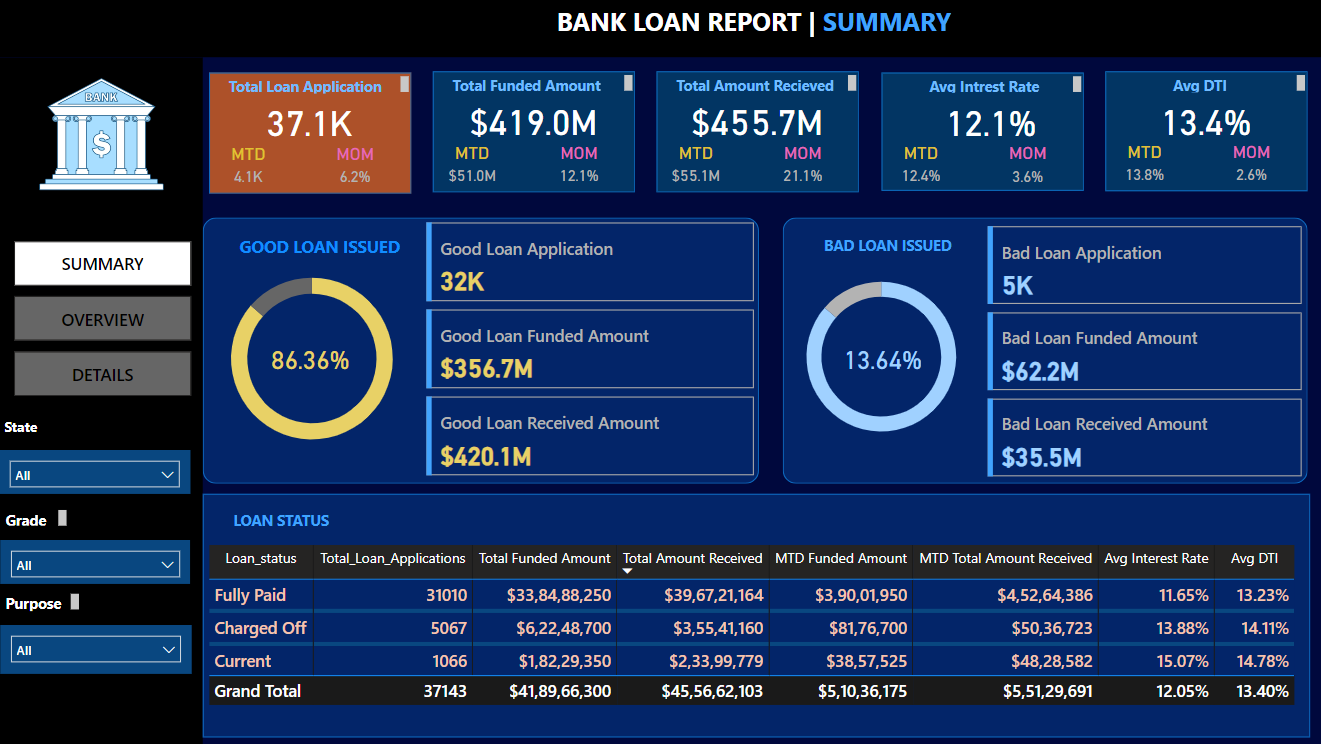 BANK LOAN REPORT | SUMMARY
BANK
$
SUMMARY
OVERVIEW
DETAILS
State
All
Grade
All
Purpose
All
Total Loan Application
37.1K
MTD MOM
4.1K 6.2%
Total Funded Amount
$419.0M
MTD MOM
$51.0M 12.1%
Total Amount Recieved
$455.7M
MTD MOM
$55.1M 21.1%
Avg Intrest Rate
12.1%
MTD MOM
12.4% 3.6%
Avg DTI
13.4%
MTD MOM
13.8% 2.6%
GOOD LOAN ISSUED
86.36%
Good Loan Application
32K
Good Loan Funded Amount
$356.7M
Good Loan Received Amount
$420.1M
BAD LOAN ISSUED
13.64%
Bad Loan Application
5K
Bad Loan Funded Amount
$62.2M
Bad Loan Received Amount
$35.5M
LOAN STATUS
Loan_status Total_Loan_Applications Total Funded Amount Total Amount Received MTD Funded Amount MTD Total Amount Received Avg Interest Rate Avg DTI
Fully Paid 31010 $33,84,88,250 $39,67,21,164 $3,90,01,950 $4,52,64,386 11.65% 13.23%
Charged Off 5067 $6,22,48,700 $3,55,41,160 $81,76,700 $50,36,723 13.88% 14.11%
Current 1066 $1,82,29,350 $2,33,99,779 $38,57,525 $48,28,582 15.07% 14.78%
Grand Total 37143 $41,89,66,300 $45,56,62,103 $5,10,36,175 $5,51,29,691 12.05% 13.40%